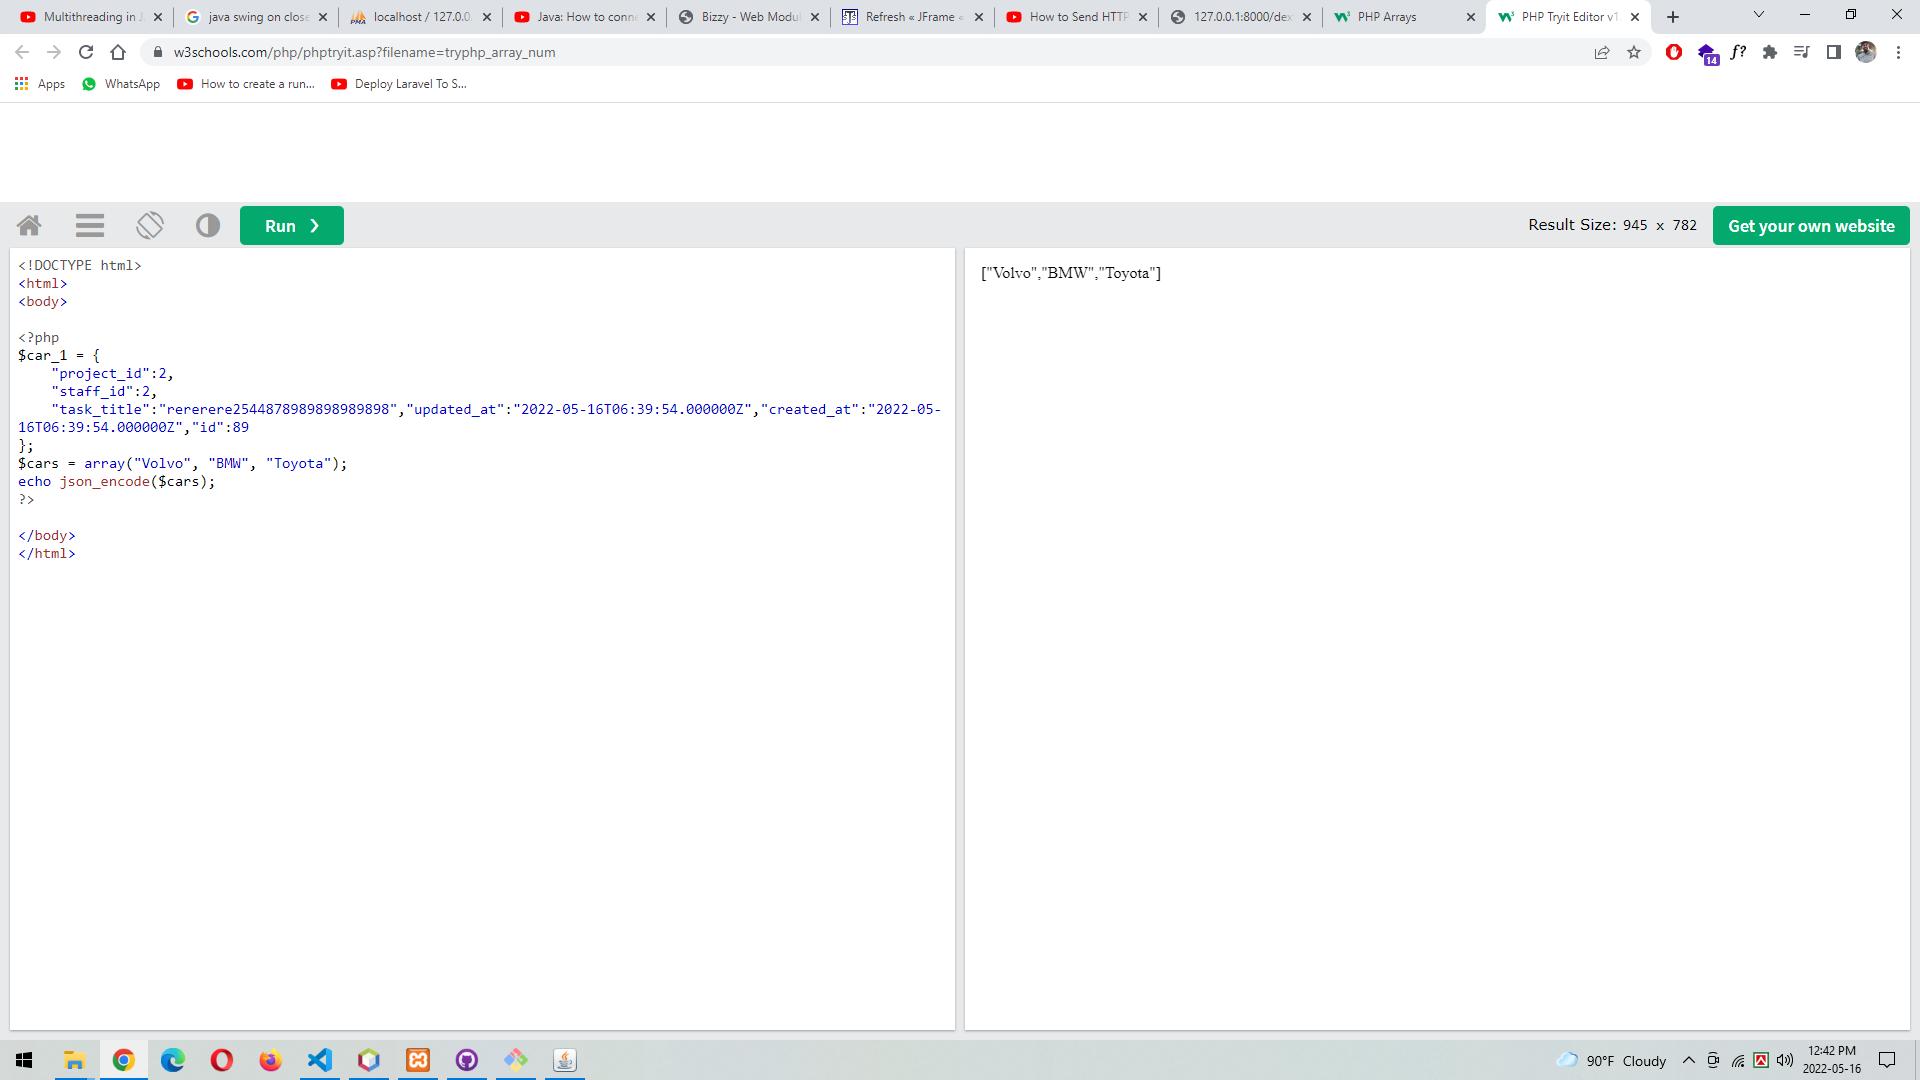 Multithreading in J
java swing on close
localhost / 127.0.0.
Java: How to conne
Bizzy - Web Modul
Refresh « JFrame «
How to Send HTTP
127.0.0.1:8000/dex
PHP Arrays
PHP Tryit Editor v1.
w3schools.com/php/phptryit.asp?filename=tryphp_array_num
14
f?
Apps
WhatsApp
How to create a run...
Deploy Laravel To S...
Run ❯
Result Size: 945 x 782
Get your own website
<!DOCTYPE html>
<html>
<body>
<?php
$car_1 = {
"project_id":2,
"staff_id":2,
"task_title":"rererere2544878989898989898","updated_at":"2022-05-16T06:39:54.000000Z","created_at":"2022-05-
16T06:39:54.000000Z","id":89
};
$cars = array("Volvo", "BMW", "Toyota");
echo json_encode($cars);
?>
</body>
</html>
["Volvo","BMW","Toyota"]
90°F Cloudy
12:42 PM
2022-05-16